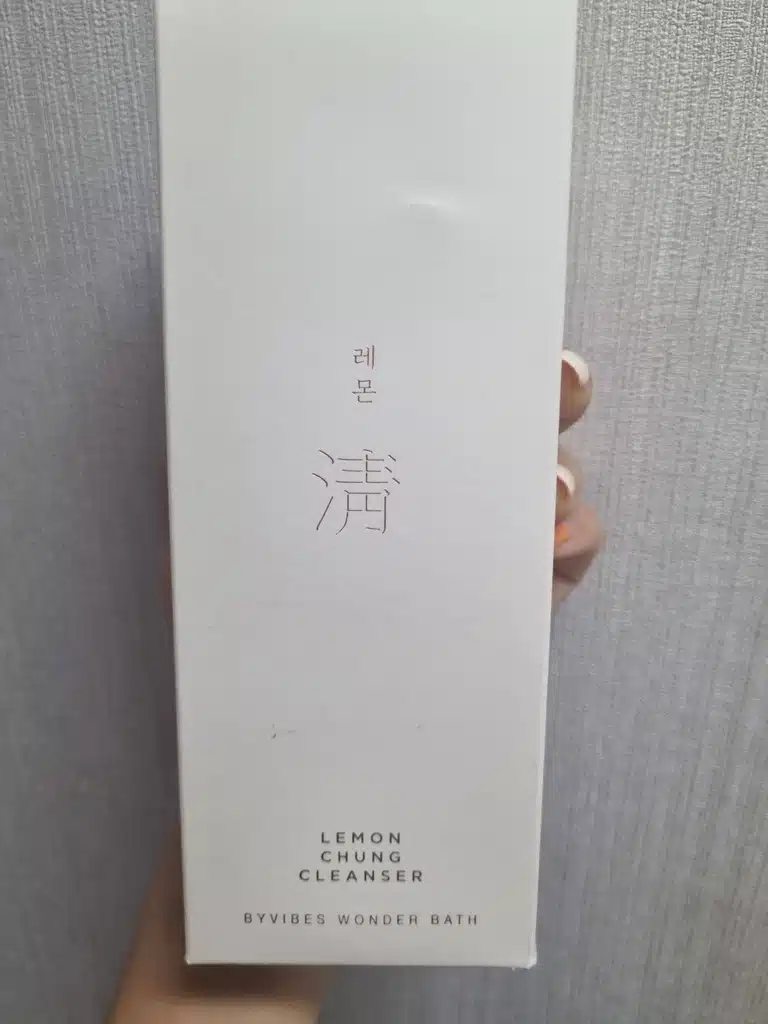 레
몬
淸
LEMON
CHUNG
CLEANSER
BYVIBES WONDER BATH